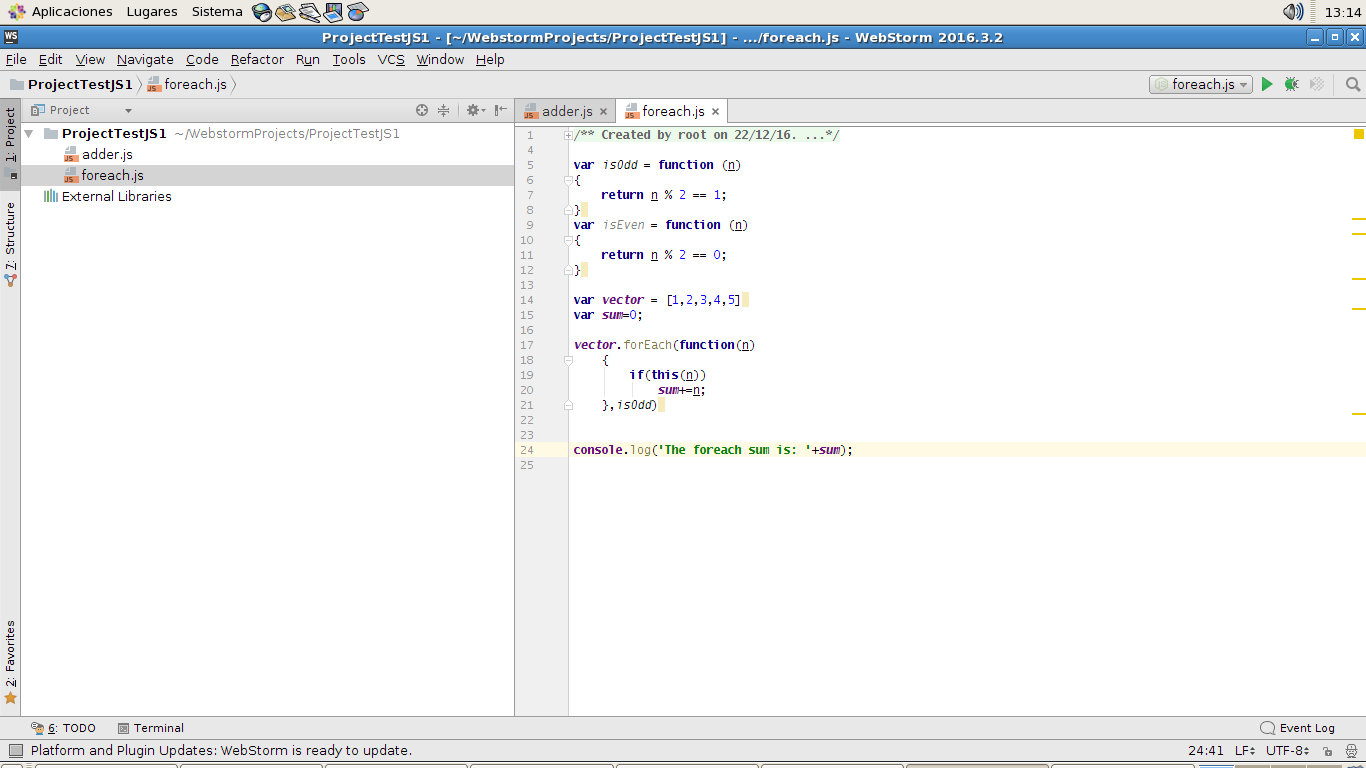 Aplicaciones Lugares Sistema 13:14
WS ProjectTestJS1 - [~/WebstormProjects/ProjectTestJS1] - .../foreach.js - WebStorm 2016.3.2
File Edit View Navigate Code Refactor Run Tools VCS Window Help
ProjectTestJS1 foreach.js foreach.js
1: Project
7: Structure
2: Favorites
Project
ProjectTestJS1 ~/WebstormProjects/ProjectTestJS1
JS adder.js
JS foreach.js
External Libraries
JS adder.js × JS foreach.js ×
1 /** Created by root on 22/12/16. ...*/
4
5 var isOdd = function (n)
6 {
7 return n % 2 == 1;
8 }
9 var isEven = function (n)
10 {
11 return n % 2 == 0;
12 }
13
14 var vector = [1,2,3,4,5]
15 var sum=0;
16
17 vector.forEach(function(n)
18 {
19 if(this(n))
20 sum+=n;
21 },isOdd)
22
23
24 console.log('The foreach sum is: '+sum);
25
6: TODO Terminal Event Log
Platform and Plugin Updates: WebStorm is ready to update. 24:41 LF UTF-8